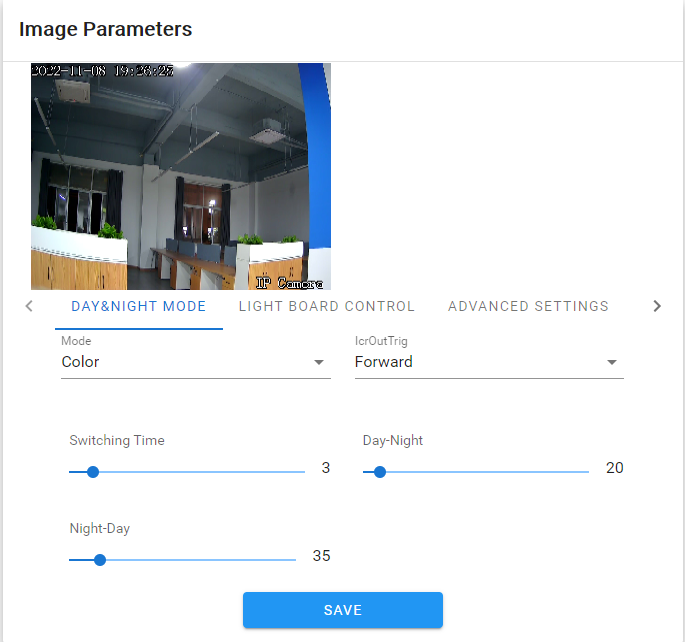 Image Parameters
2022-11-08 19:26:28
IP Camera
DAY&NIGHT MODE LIGHT BOARD CONTROL ADVANCED SETTINGS
Mode IcrOutTrig
Color Forward
Switching Time Day-Night
3 20
Night-Day
35
SAVE